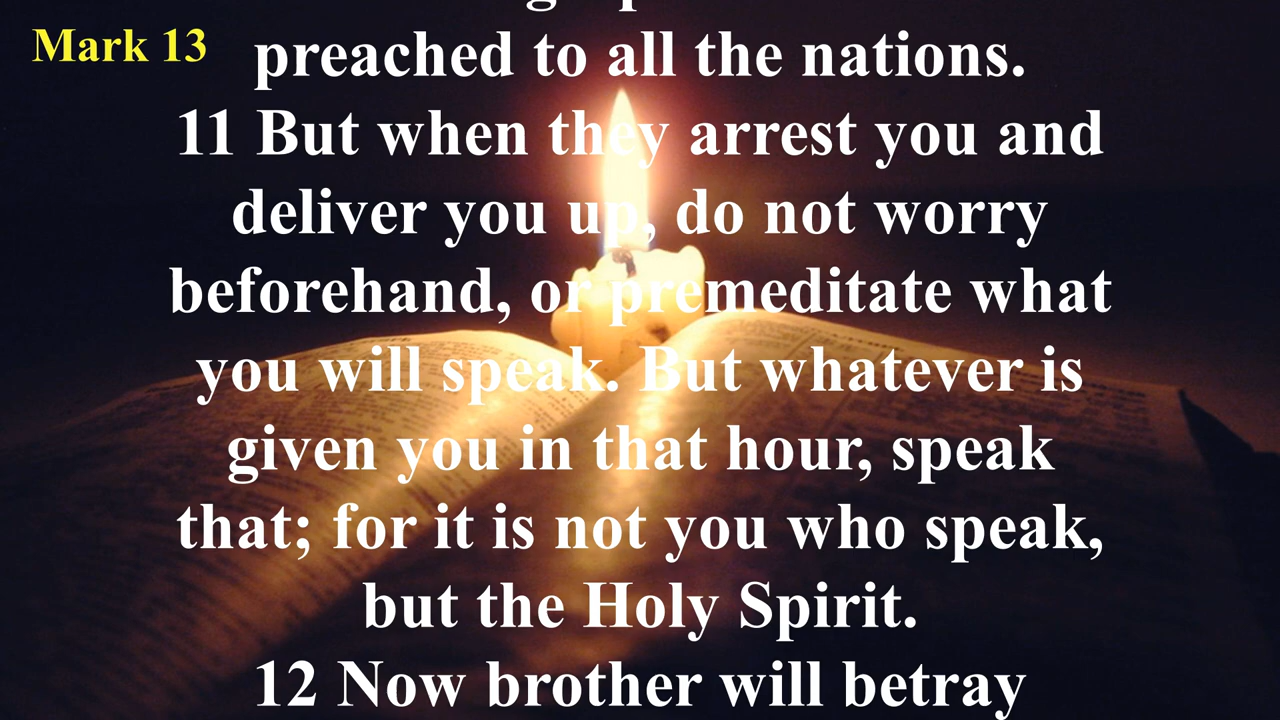 Mark 13
preached to all the nations.
11 But when they arrest you and
deliver you up, do not worry
beforehand, or premeditate what
you will speak. But whatever is
given you in that hour, speak
that; for it is not you who speak,
but the Holy Spirit.
12 Now brother will betray